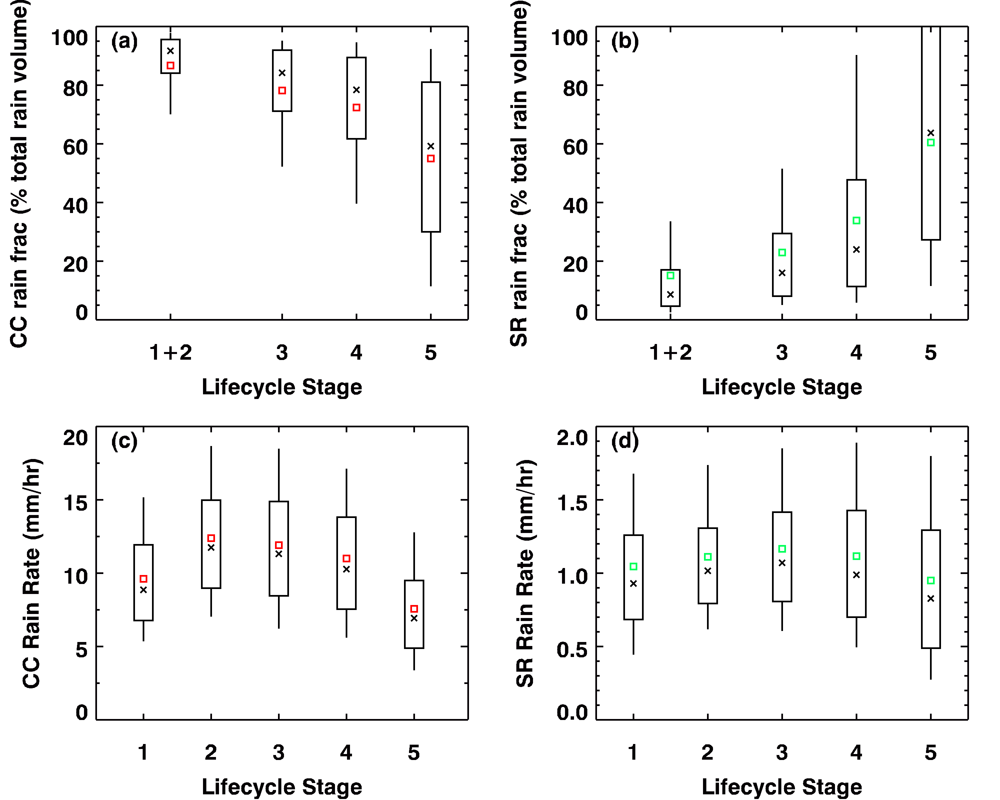 CC rain frac (% total rain volume)
100
80
60
40
20
0
(a)
1+2 3 4 5
Lifecycle Stage
SR rain frac (% total rain volume)
100
80
60
40
20
0
(b)
1+2 3 4 5
Lifecycle Stage
CC Rain Rate (mm/hr)
20
15
10
5
0
(c)
1 2 3 4 5
Lifecycle Stage
SR Rain Rate (mm/hr)
2.0
1.5
1.0
0.5
0.0
(d)
1 2 3 4 5
Lifecycle Stage